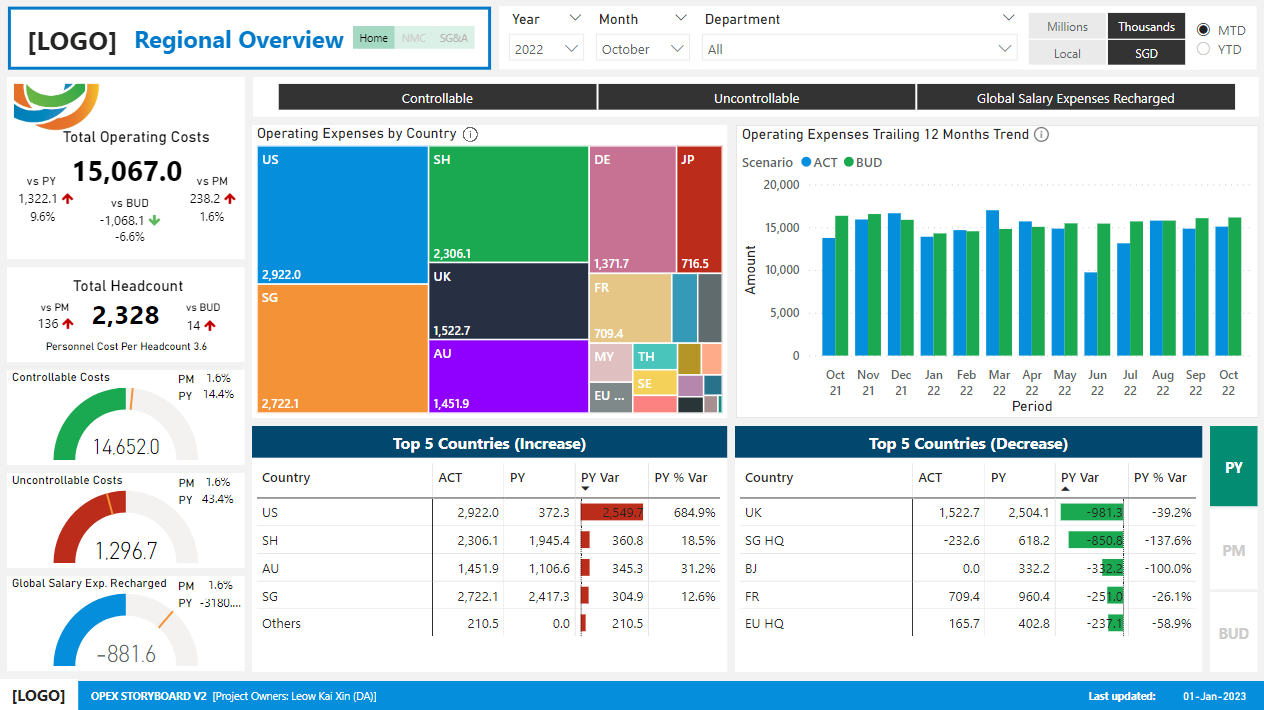 [LOGO] Regional Overview Home NMC SG&A
Year Month Department
2022 October All
Millions Thousands
Local SGD
MTD
YTD
Controllable Uncontrollable Global Salary Expenses Recharged
Total Operating Costs
15,067.0
vs PY
1,322.1
9.6%
vs BUD
-1,068.1
-6.6%
vs PM
238.2
1.6%
Total Headcount
2,328
vs PM
136
vs BUD
14
Personnel Cost Per Headcount 3.6
Controllable Costs
PM 1.6%
PY 14.4%
14,652.0
Uncontrollable Costs
PM 1.6%
PY 43.4%
1,296.7
Global Salary Exp. Recharged
PM 1.6%
PY -3180....
-881.6
Operating Expenses by Country
US
2,922.0
SG
2,722.1
SH
2,306.1
UK
1,522.7
AU
1,451.9
DE
1,371.7
JP
716.5
FR
709.4
MY
EU ...
TH
SE
Operating Expenses Trailing 12 Months Trend
Scenario ACT BUD
Amount
20,000
15,000
10,000
5,000
0
Oct Nov Dec Jan Feb Mar Apr May Jun Jul Aug Sep Oct
21 21 21 22 22 22 22 22 22 22 22 22 22
Period
Top 5 Countries (Increase)
Country ACT PY PY Var PY % Var
US 2,922.0 372.3 2,549.7 684.9%
SH 2,306.1 1,945.4 360.8 18.5%
AU 1,451.9 1,106.6 345.3 31.2%
SG 2,722.1 2,417.3 304.9 12.6%
Others 210.5 0.0 210.5
Top 5 Countries (Decrease)
Country ACT PY PY Var PY % Var
UK 1,522.7 2,504.1 -981.3 -39.2%
SG HQ -232.6 618.2 -850.8 -137.6%
BJ 0.0 332.2 -332.2 -100.0%
FR 709.4 960.4 -251.0 -26.1%
EU HQ 165.7 402.8 -237.1 -58.9%
PY
PM
BUD
[LOGO] OPEX STORYBOARD V2 [Project Owners: Leow Kai Xin (DA)] Last updated: 01-Jan-2023